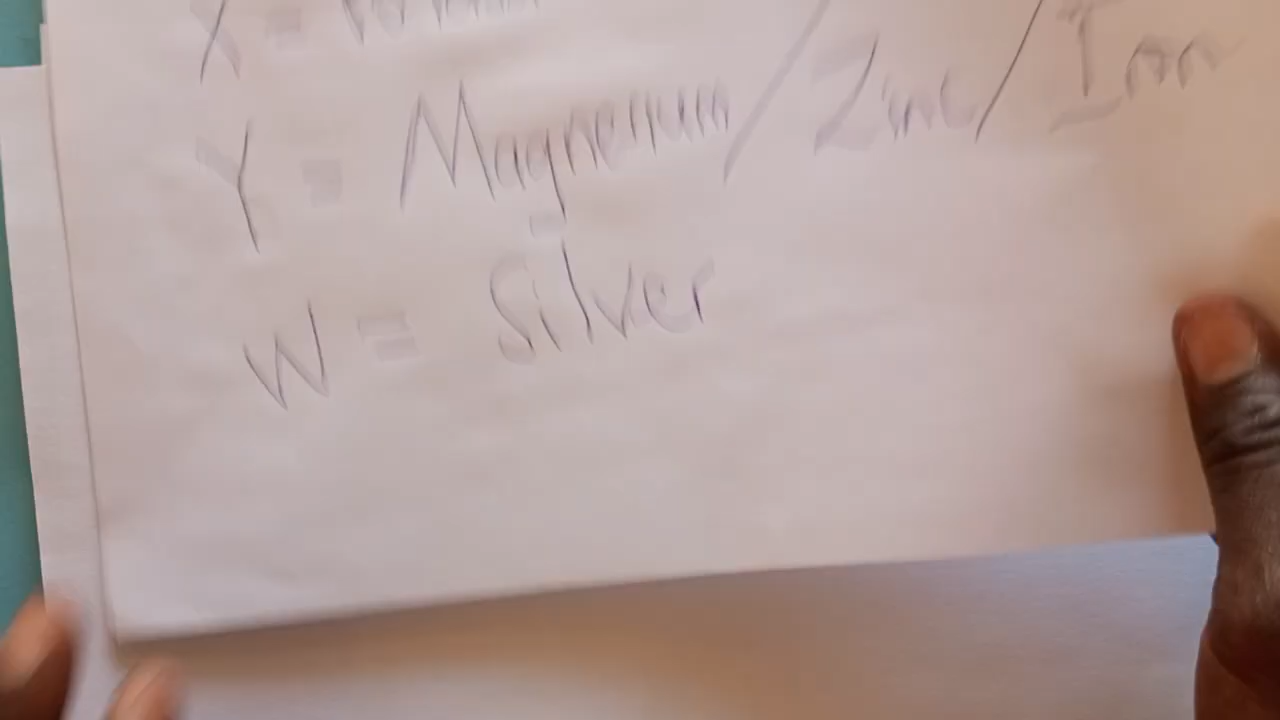 X =
Y = Magnesium / Zinc / Iron
W = Silver